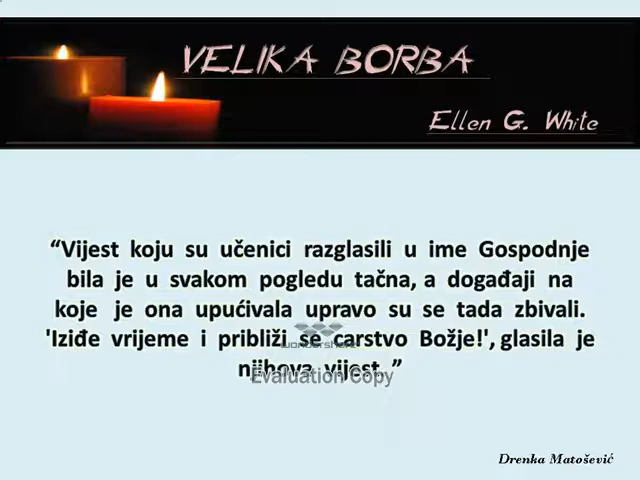 VELIKA BORBA
Ellen G. White
“Vijest koju su učenici razglasili u ime Gospodnje
bila je u svakom pogledu tačna, a događaji na
koje je ona upućivala upravo su se tada zbivali.
'Iziđe vrijeme i približi se carstvo Božje!', glasila je
wondershare
njihova vijest.”
Evaluation Copy
Drenka Matošević